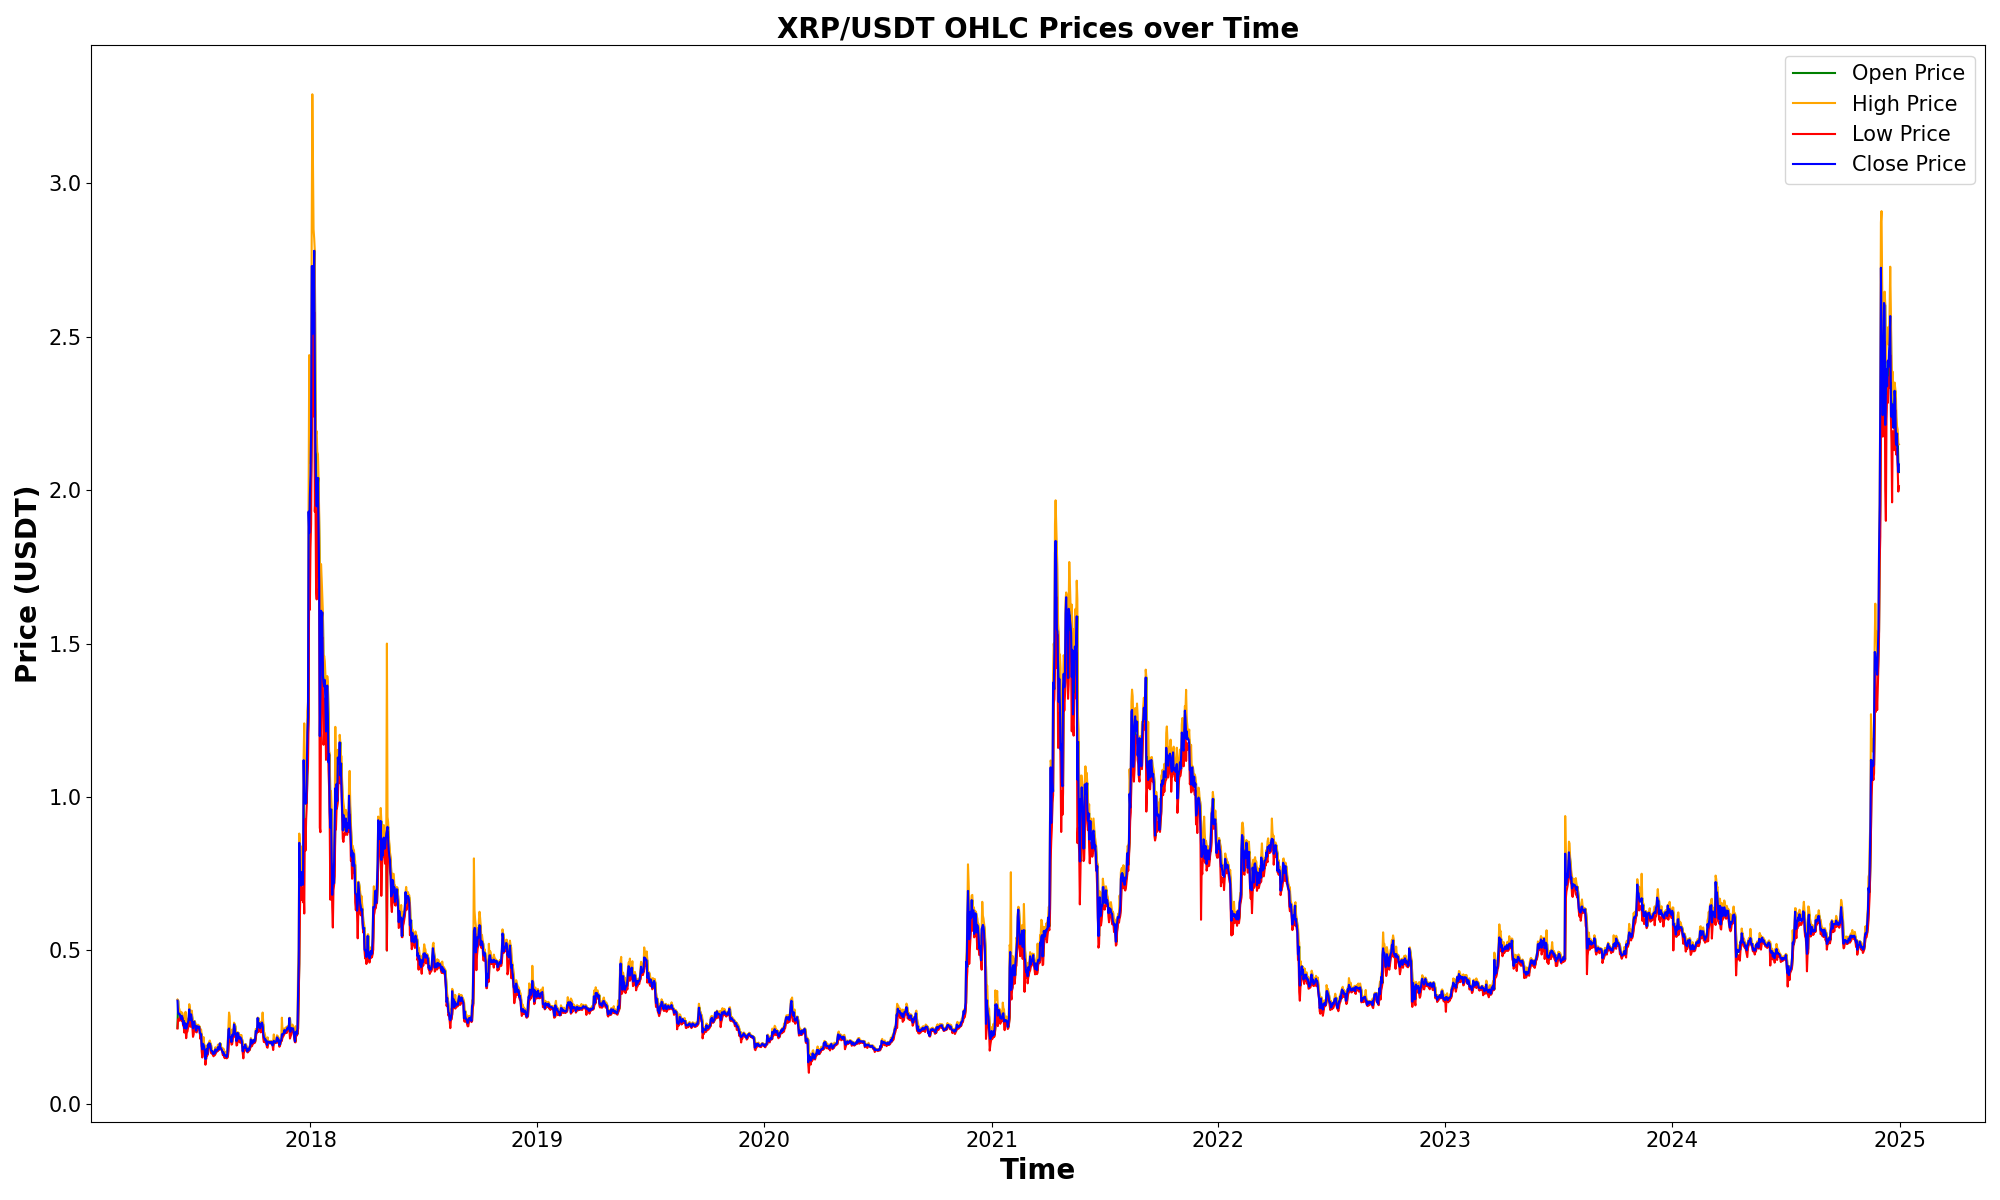 XRP/USDT OHLC Prices over Time
Open Price
High Price
Low Price
Close Price
Price (USDT)
3.0
2.5
2.0
1.5
1.0
0.5
0.0
2018 2019 2020 2021 2022 2023 2024 2025
Time